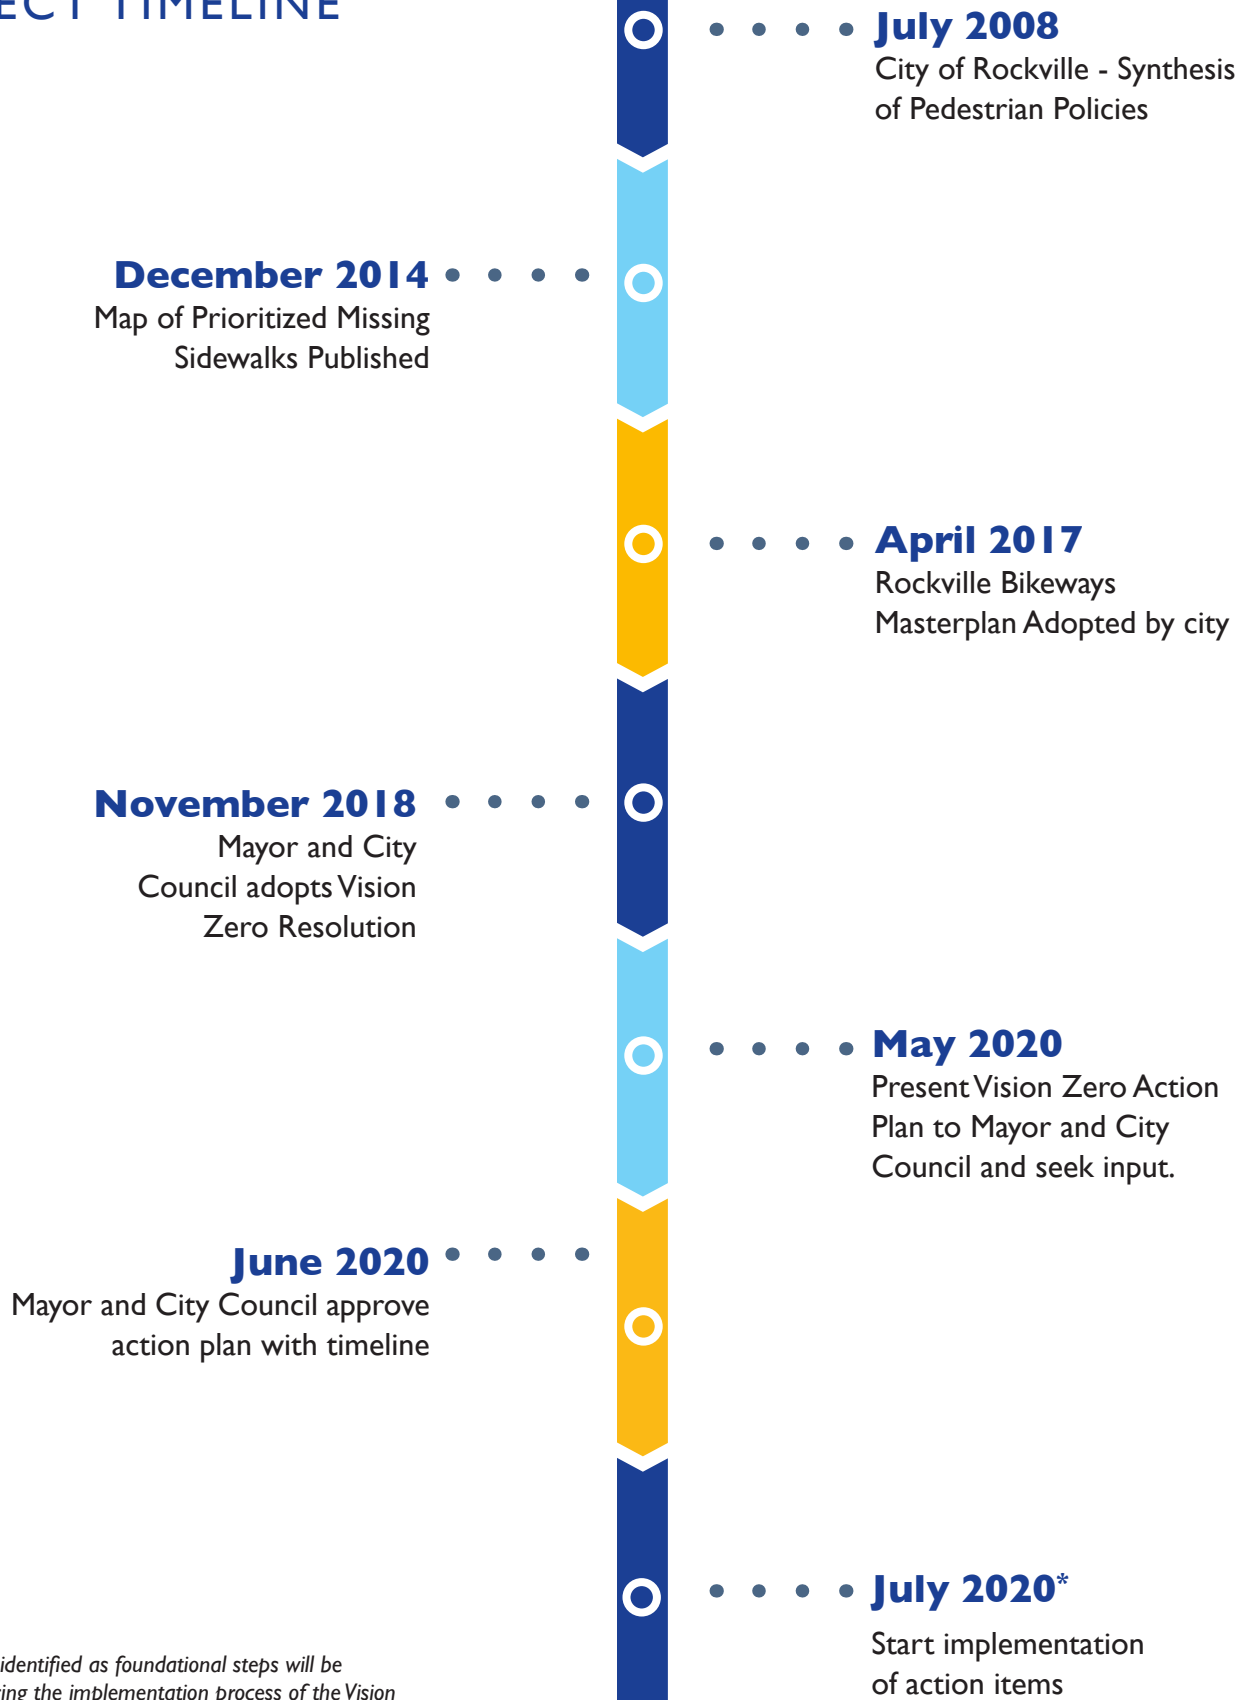 ECT TIMELINE
July 2008
City of Rockville - Synthesis
of Pedestrian Policies
December 2014
Map of Prioritized Missing
Sidewalks Published
April 2017
Rockville Bikeways
Masterplan Adopted by city
November 2018
Mayor and City
Council adopts Vision
Zero Resolution
May 2020
Present Vision Zero Action
Plan to Mayor and City
Council and seek input.
June 2020
Mayor and City Council approve
action plan with timeline
July 2020*
Start implementation
of action items
identified as foundational steps will be
ing the implementation process of the Vision